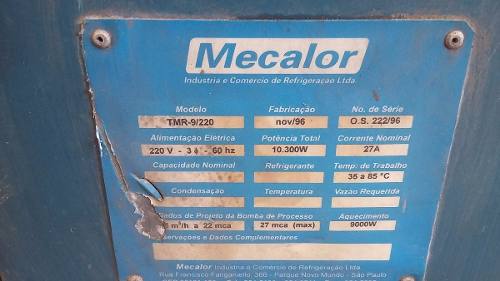 Mecalor
Industria e Comercio de Refrigeração Ltda.
Modelo Fabricação No. de Série
TMR-9/220 nov/96 O.S. 222/96
Alimentação Elétrica Potência Total Corrente Nominal
220 V - 3 - 60 hz 10.300W 27A
Capacidade Nominal Refrigerante Temp. de Trabalho
35 a 85 °C
Condensação Temperatura Vazão Requerida
Dados de Projeto da Bomba de Processo Aquecimento
m³/h a 22 mca 27 mca (max) 9000W
Observações e Dados Complementares
Mecalor Industria e Comercio de Refrigeração Ltda.
Rua Francisco Fanganiello, 366 - Parque Novo Mundo - São Paulo